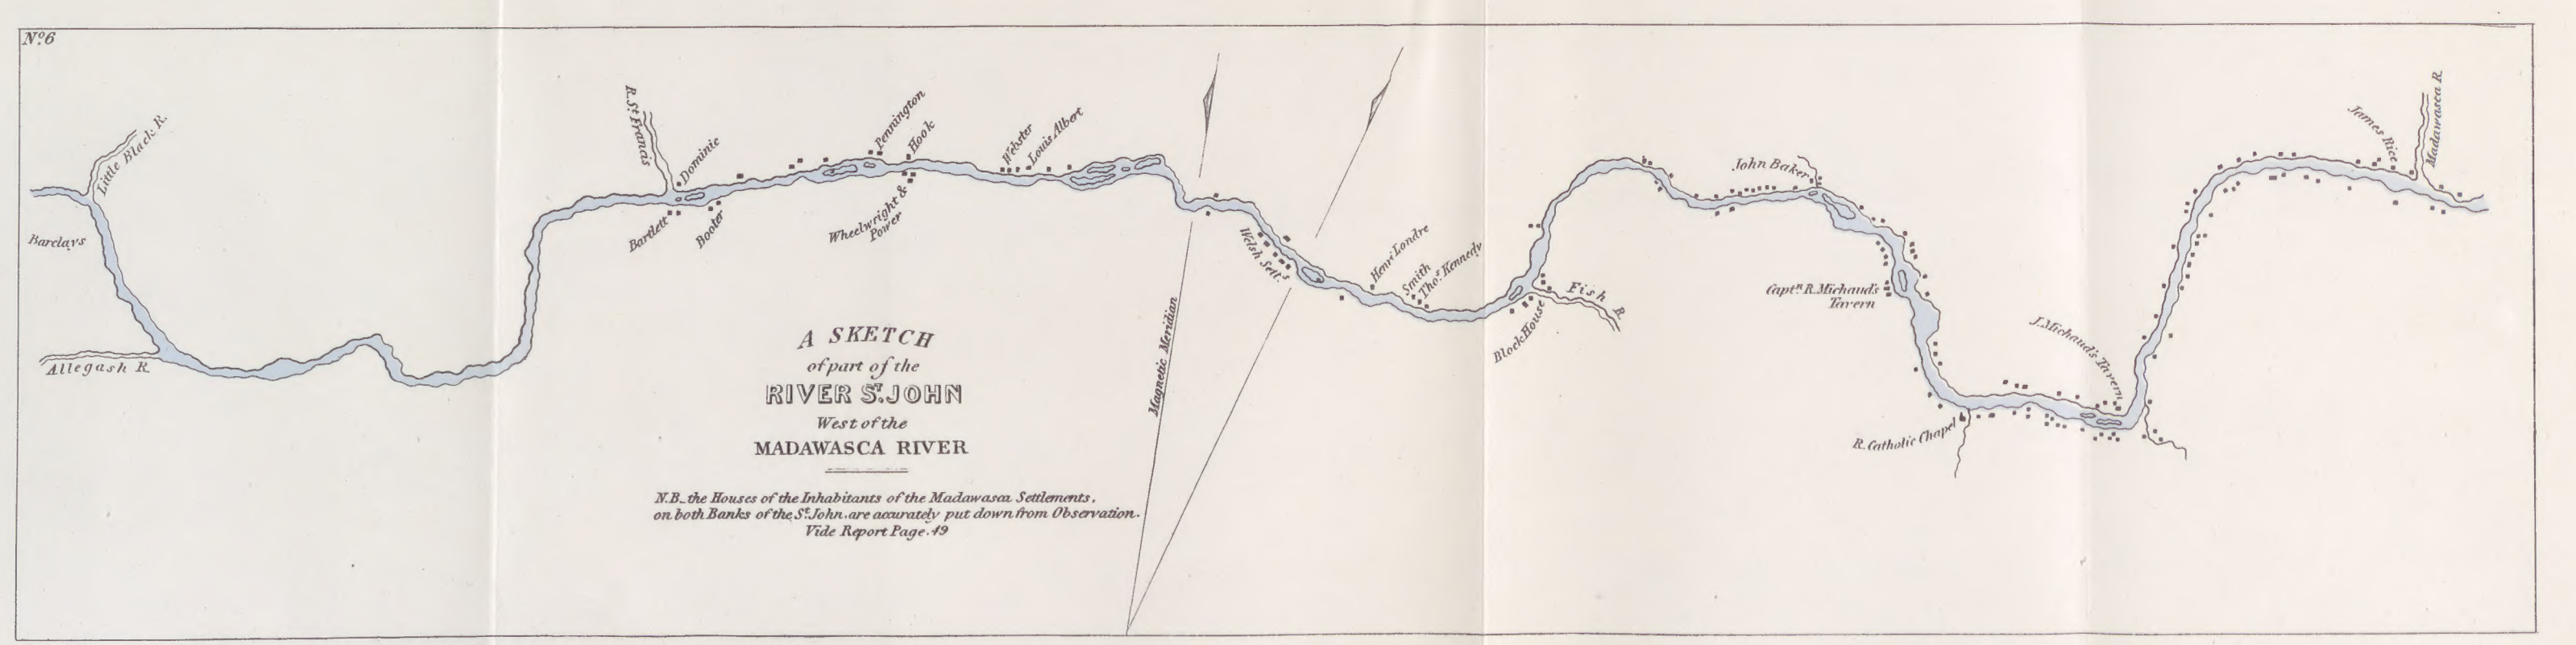 Nº6
Little Black R.
Barclays
Allegash R.
R. St. Francis
Dominic
Bartlett
Booter
Pennington
Hook
Wheelwright &
Power
Webster
Louis Albert
Welsh Settt.
Henri Londre
Smith
Thos. Kennedy
Block House
Fish R.
John Baker
Captn. R. Michaud's
Tavern
R. Catholic Chapel
J. Michaud's Tavern
James Rice
Madawasca R.
Magnetic Meridian
A SKETCH
of part of the
RIVER ST. JOHN
West of the
MADAWASCA RIVER
N.B. the Houses of the Inhabitants of the Madawasca Settlements,
on both Banks of the St. John, are accurately put down from Observation.
Vide Report Page. 49